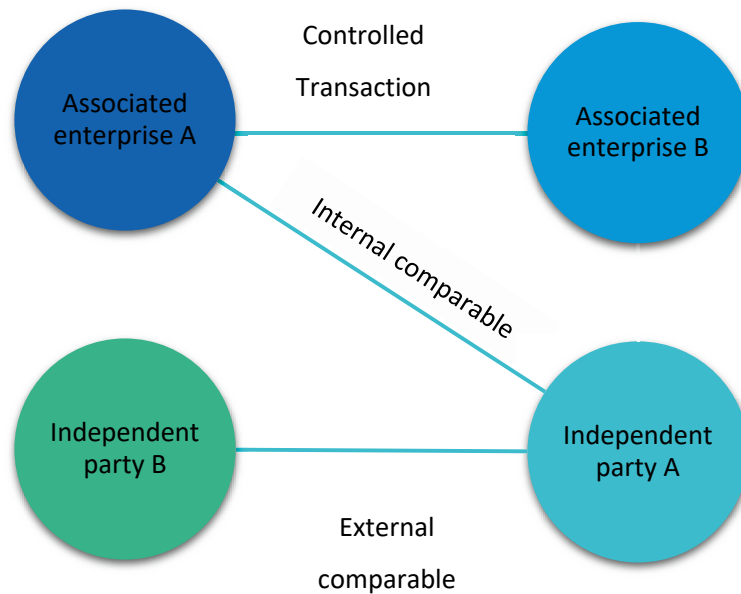 Controlled
Transaction
Associated
enterprise A
Associated
enterprise B
Internal comparable
Independent
party B
Independent
party A
External
comparable